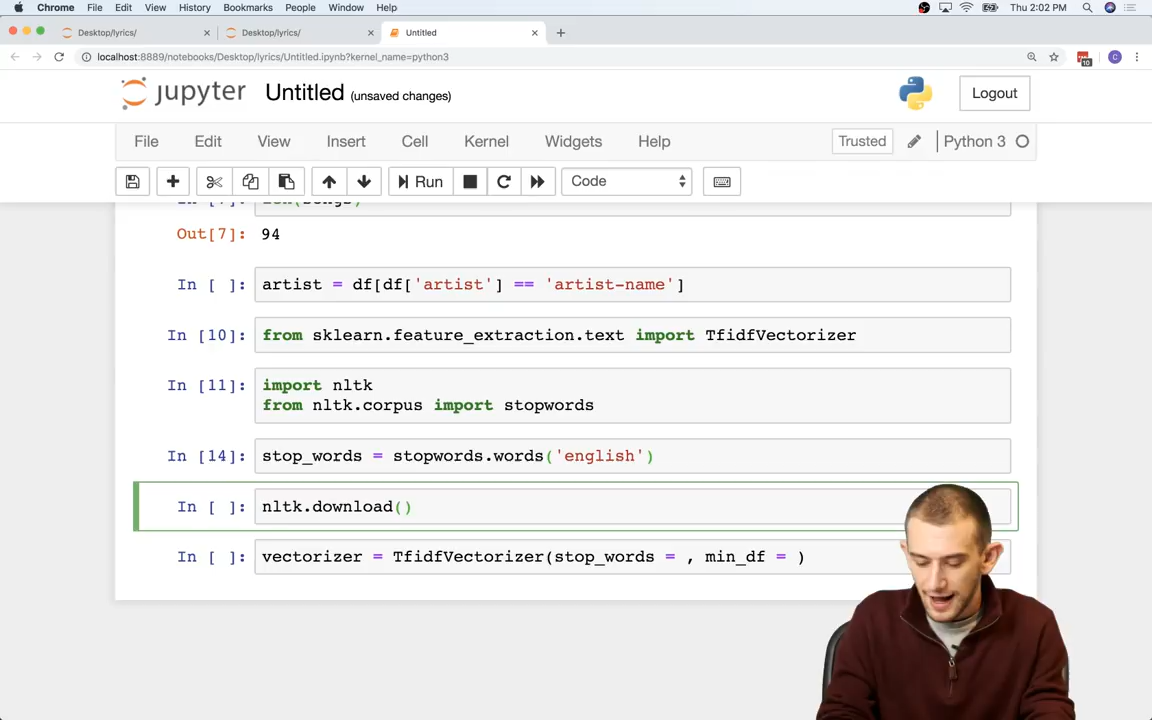 Chrome File Edit View History Bookmarks People Window Help Thu 2:02 PM
Desktop/lyrics/ Desktop/lyrics/ Untitled
localhost:8889/notebooks/Desktop/lyrics/Untitled.ipynb?kernel_name=python3 10 C
jupyter Untitled (unsaved changes) Logout
File Edit View Insert Cell Kernel Widgets Help Trusted Python 3
Run Code
Out[7]: 94
In [ ]: artist = df[df['artist'] == 'artist-name']
In [10]: from sklearn.feature_extraction.text import TfidfVectorizer
In [11]: import nltk
from nltk.corpus import stopwords
In [14]: stop_words = stopwords.words('english')
In [ ]: nltk.download()
In [ ]: vectorizer = TfidfVectorizer(stop_words = , min_df = )